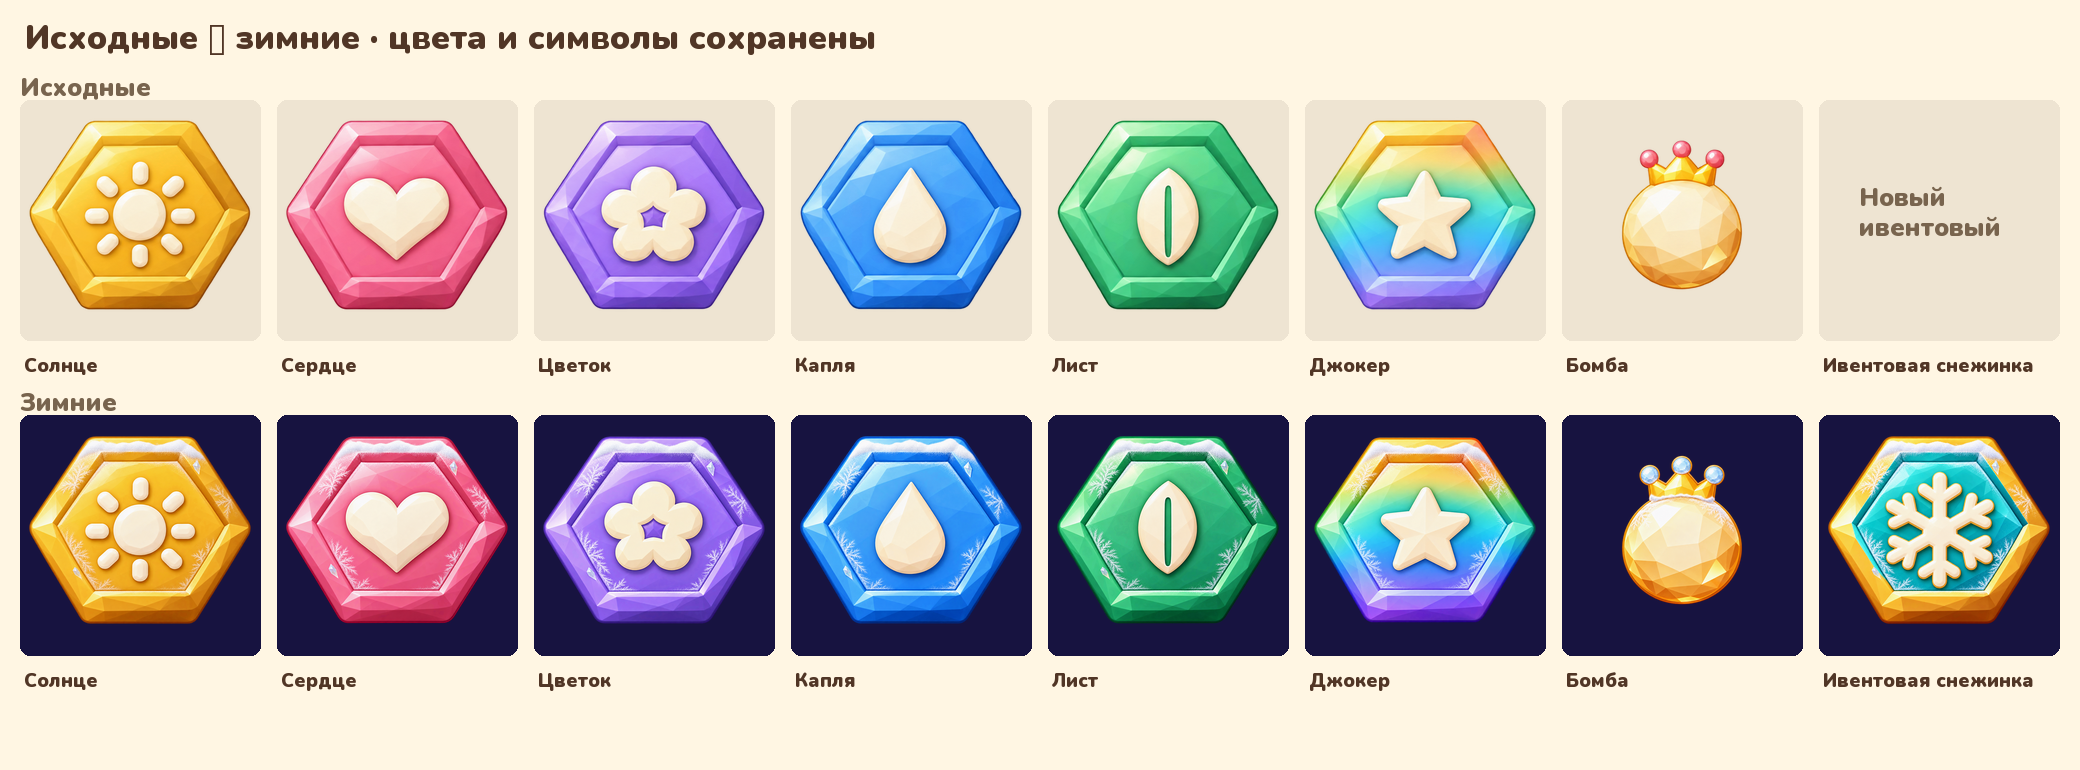 Исходные ▯ зимние · цвета и символы сохранены
Исходные
Новый
ивентовый
Солнце Сердце Цветок Капля Лист Джокер Бомба Ивентовая снежинка
Зимние
Солнце Сердце Цветок Капля Лист Джокер Бомба Ивентовая снежинка